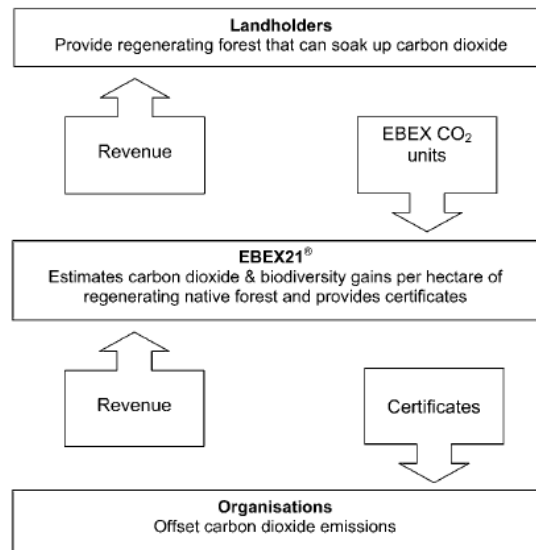 Landholders
Provide regenerating forest that can soak up carbon dioxide
Revenue
EBEX CO₂
units
EBEX21®
Estimates carbon dioxide & biodiversity gains per hectare of
regenerating native forest and provides certificates
Revenue
Certificates
Organisations
Offset carbon dioxide emissions